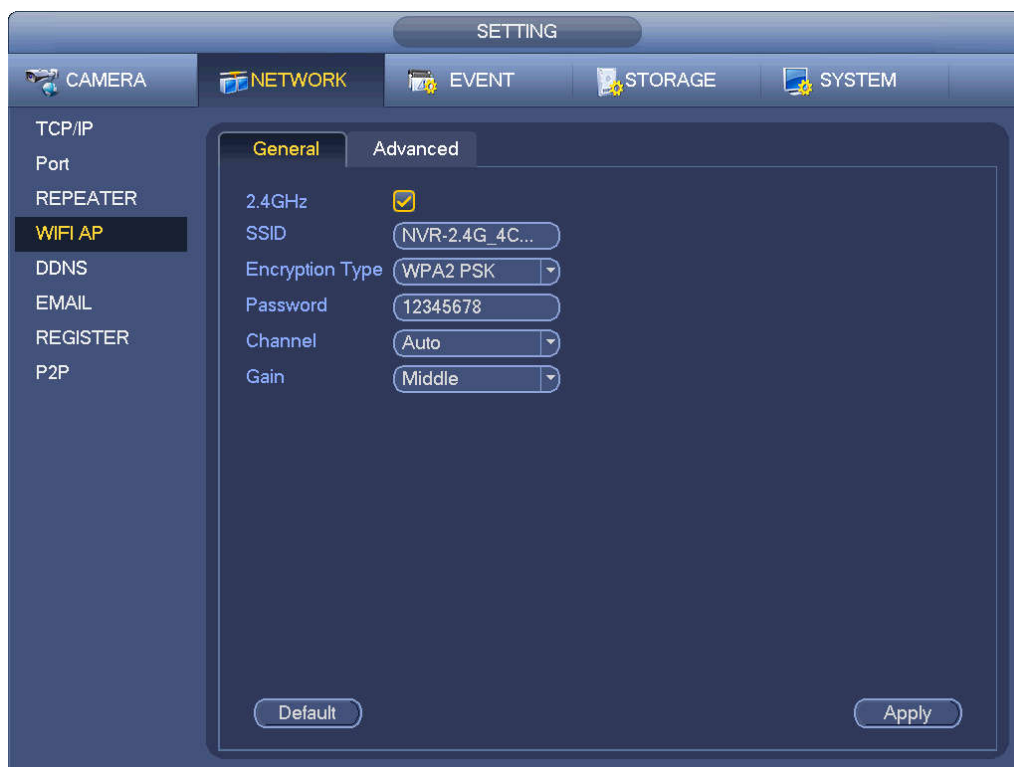 SETTING
CAMERA NETWORK EVENT STORAGE SYSTEM
TCP/IP
Port
REPEATER
WIFI AP
DDNS
EMAIL
REGISTER
P2P
General Advanced
2.4GHz
SSID NVR-2.4G_4C...
Encryption Type WPA2 PSK
Password 12345678
Channel Auto
Gain Middle
Default Apply